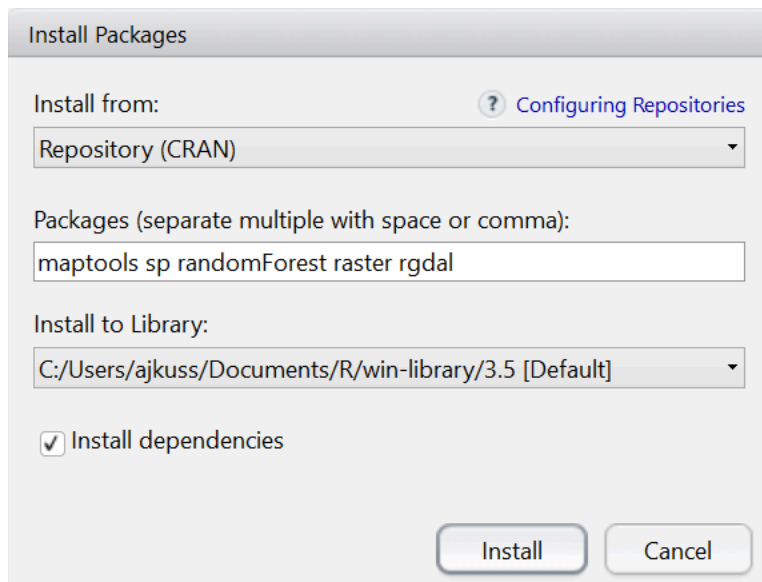 Install Packages
Install from:
? Configuring Repositories
Repository (CRAN)
Packages (separate multiple with space or comma):
maptools sp randomForest raster rgdal
Install to Library:
C:/Users/ajkuss/Documents/R/win-library/3.5 [Default]
Install dependencies
Install
Cancel